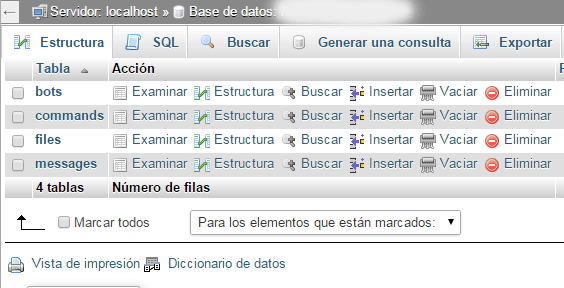 Servidor: localhost » Base de datos:
Estructura SQL Buscar Generar una consulta Exportar
Tabla Acción
bots Examinar Estructura Buscar Insertar Vaciar Eliminar
commands Examinar Estructura Buscar Insertar Vaciar Eliminar
files Examinar Estructura Buscar Insertar Vaciar Eliminar
messages Examinar Estructura Buscar Insertar Vaciar Eliminar
4 tablas Número de filas
Marcar todos Para los elementos que están marcados:
Vista de impresión Diccionario de datos